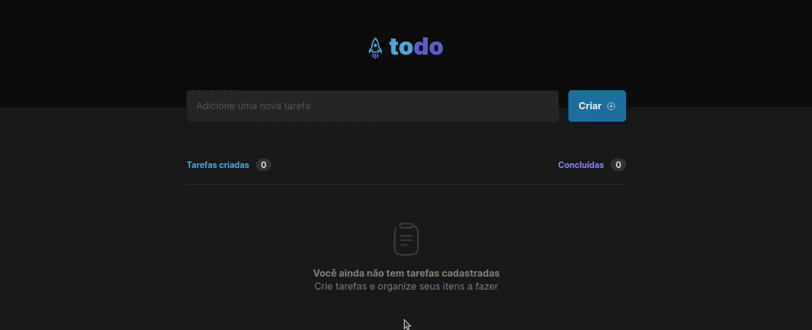 todo
Adicione uma nova tarefa
Criar
Tarefas criadas 0
Concluídas 0
Você ainda não tem tarefas cadastradas
Crie tarefas e organize seus itens a fazer